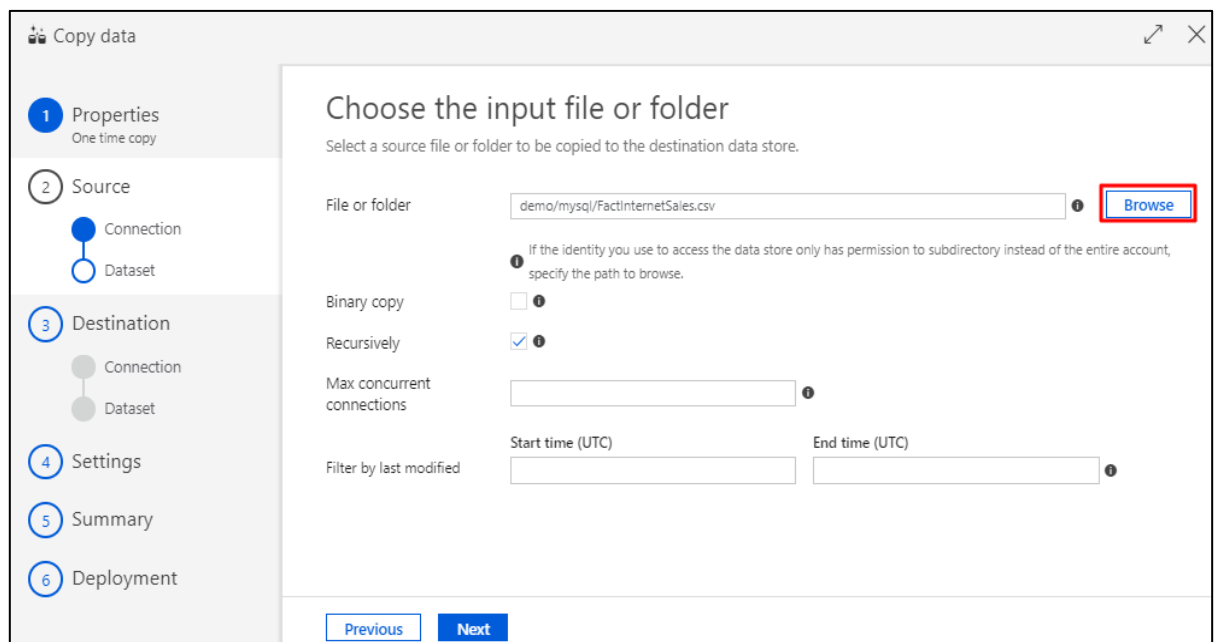 Copy data
1 Properties
One time copy
2 Source
Connection
Dataset
3 Destination
Connection
Dataset
4 Settings
5 Summary
6 Deployment
Choose the input file or folder
Select a source file or folder to be copied to the destination data store.
File or folder demo/mysql/FactInternetSales.csv Browse
If the identity you use to access the data store only has permission to subdirectory instead of the entire account,
specify the path to browse.
Binary copy
Recursively
Max concurrent
connections
Start time (UTC) End time (UTC)
Filter by last modified
Previous Next